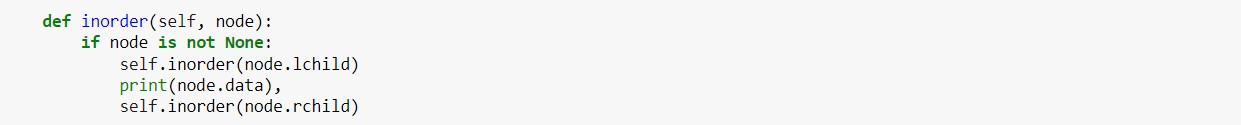 def inorder(self, node):
    if node is not None:
        self.inorder(node.lchild)
        print(node.data),
        self.inorder(node.rchild)